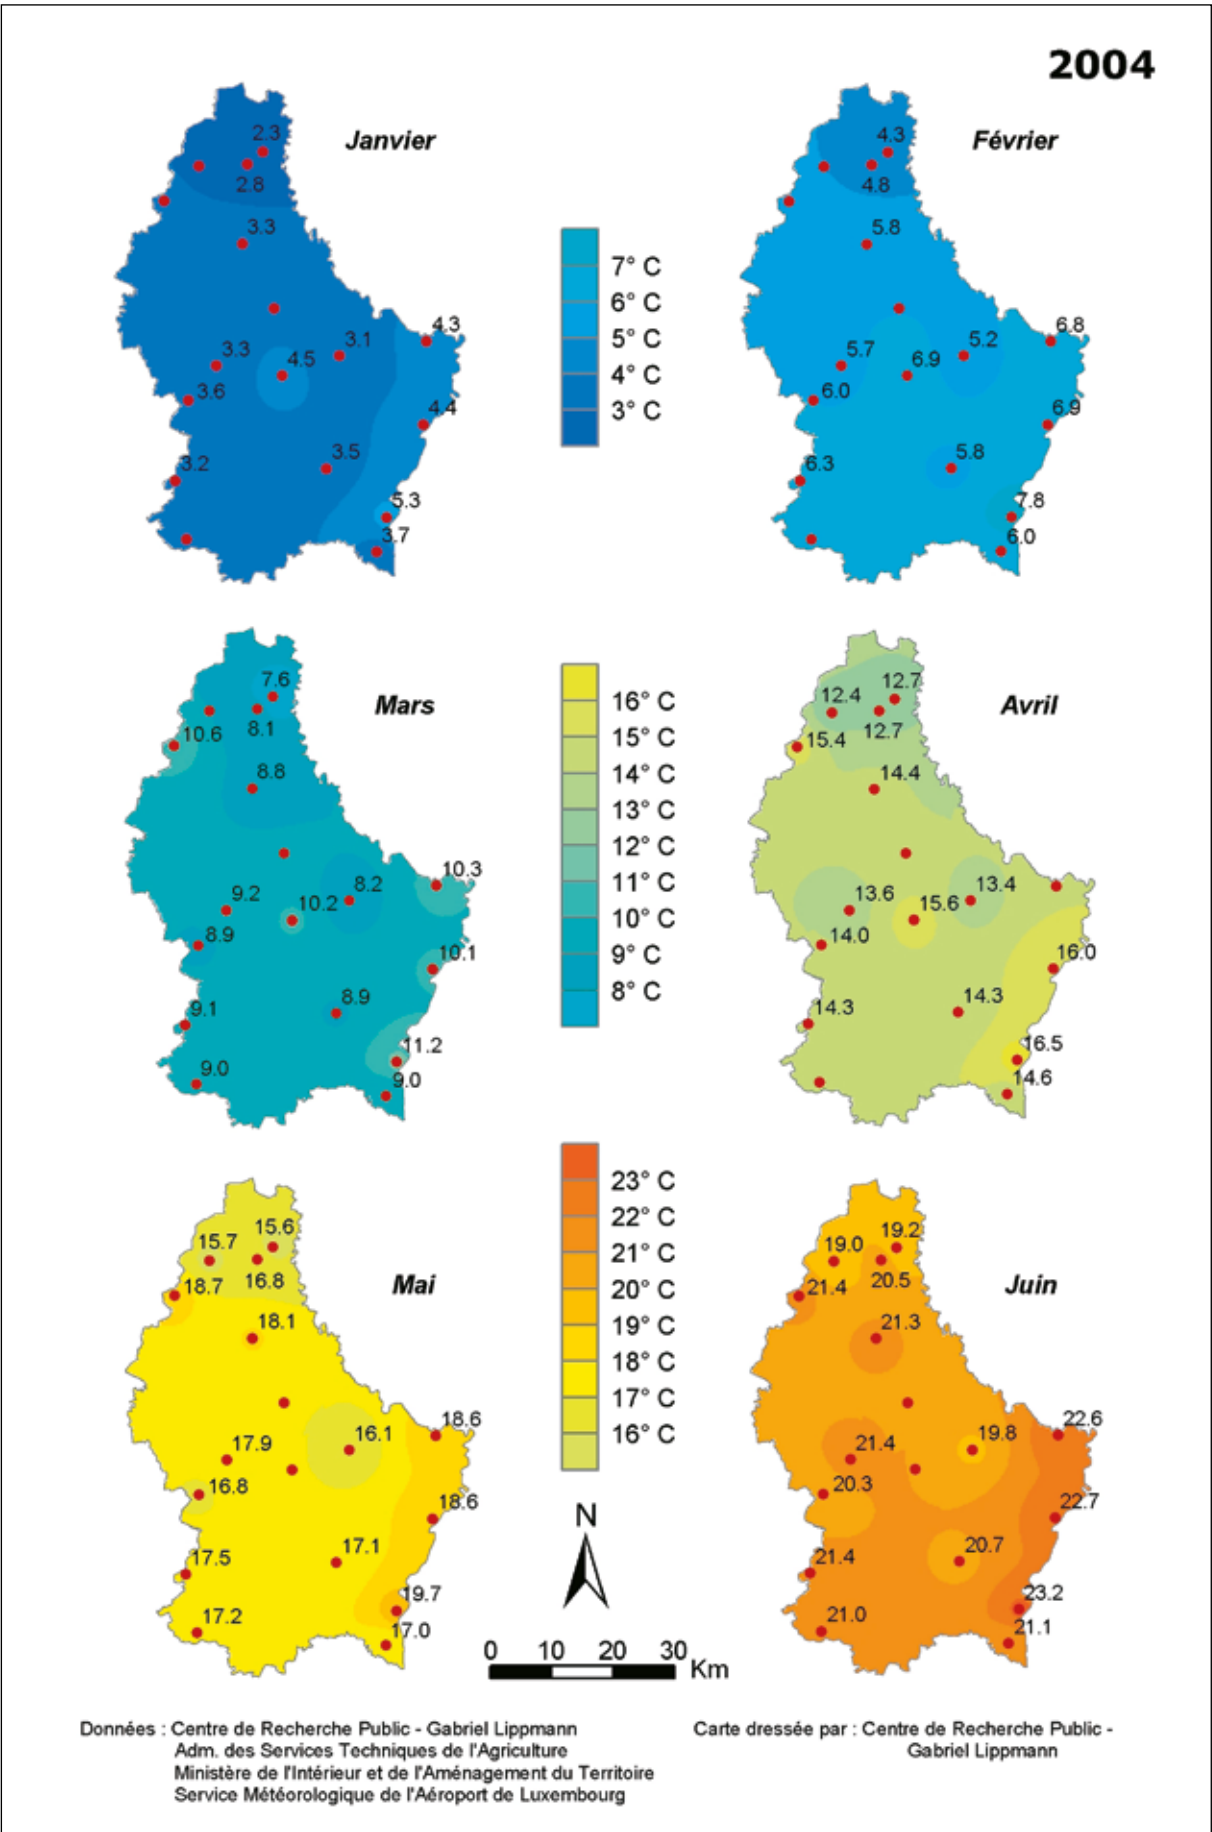 2004
Janvier
2.3
2.8
3.3
4.3
3.1
3.3
4.5
3.6
4.4
3.5
3.2
5.3
3.7
7° C
6° C
5° C
4° C
3° C
Février
4.3
4.8
5.8
6.8
5.2
5.7
6.9
6.0
6.9
5.8
6.3
7.8
6.0
Mars
7.6
8.1
10.6
8.8
10.3
8.2
9.2
10.2
8.9
10.1
8.9
9.1
11.2
9.0
9.0
16° C
15° C
14° C
13° C
12° C
11° C
10° C
9° C
8° C
Avril
12.7
12.4
12.7
15.4
14.4
13.4
13.6
15.6
14.0
16.0
14.3
14.3
16.5
14.6
Mai
15.6
15.7
16.8
18.7
18.1
18.6
16.1
17.9
16.8
18.6
17.1
17.5
19.7
17.2
17.0
23° C
22° C
21° C
20° C
19° C
18° C
17° C
16° C
Juin
19.2
19.0
20.5
21.4
21.3
22.6
19.8
21.4
20.3
22.7
20.7
21.4
23.2
21.0
21.1
N
0 10 20 30
Km
Données : Centre de Recherche Public - Gabriel Lippmann
Adm. des Services Techniques de l'Agriculture
Ministère de l'Intérieur et de l'Aménagement du Territoire
Service Météorologique de l'Aéroport de Luxembourg
Carte dressée par : Centre de Recherche Public -
Gabriel Lippmann